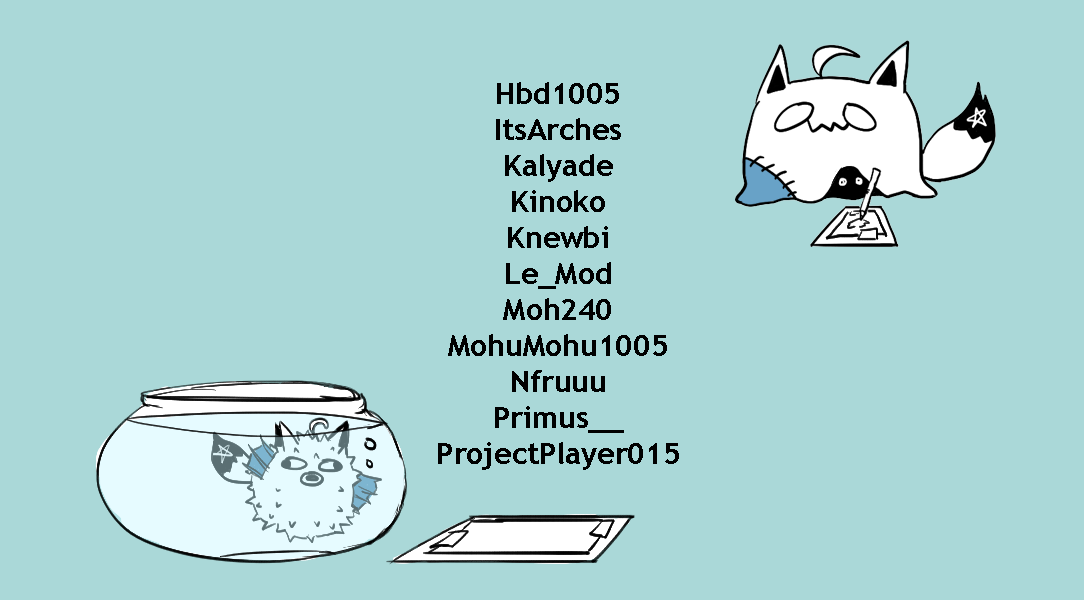 Hbd1005
ItsArches
Kalyade
Kinoko
Knewbi
Le_Mod
Moh240
MohuMohu1005
Nfruuu
Primus__
ProjectPlayer015